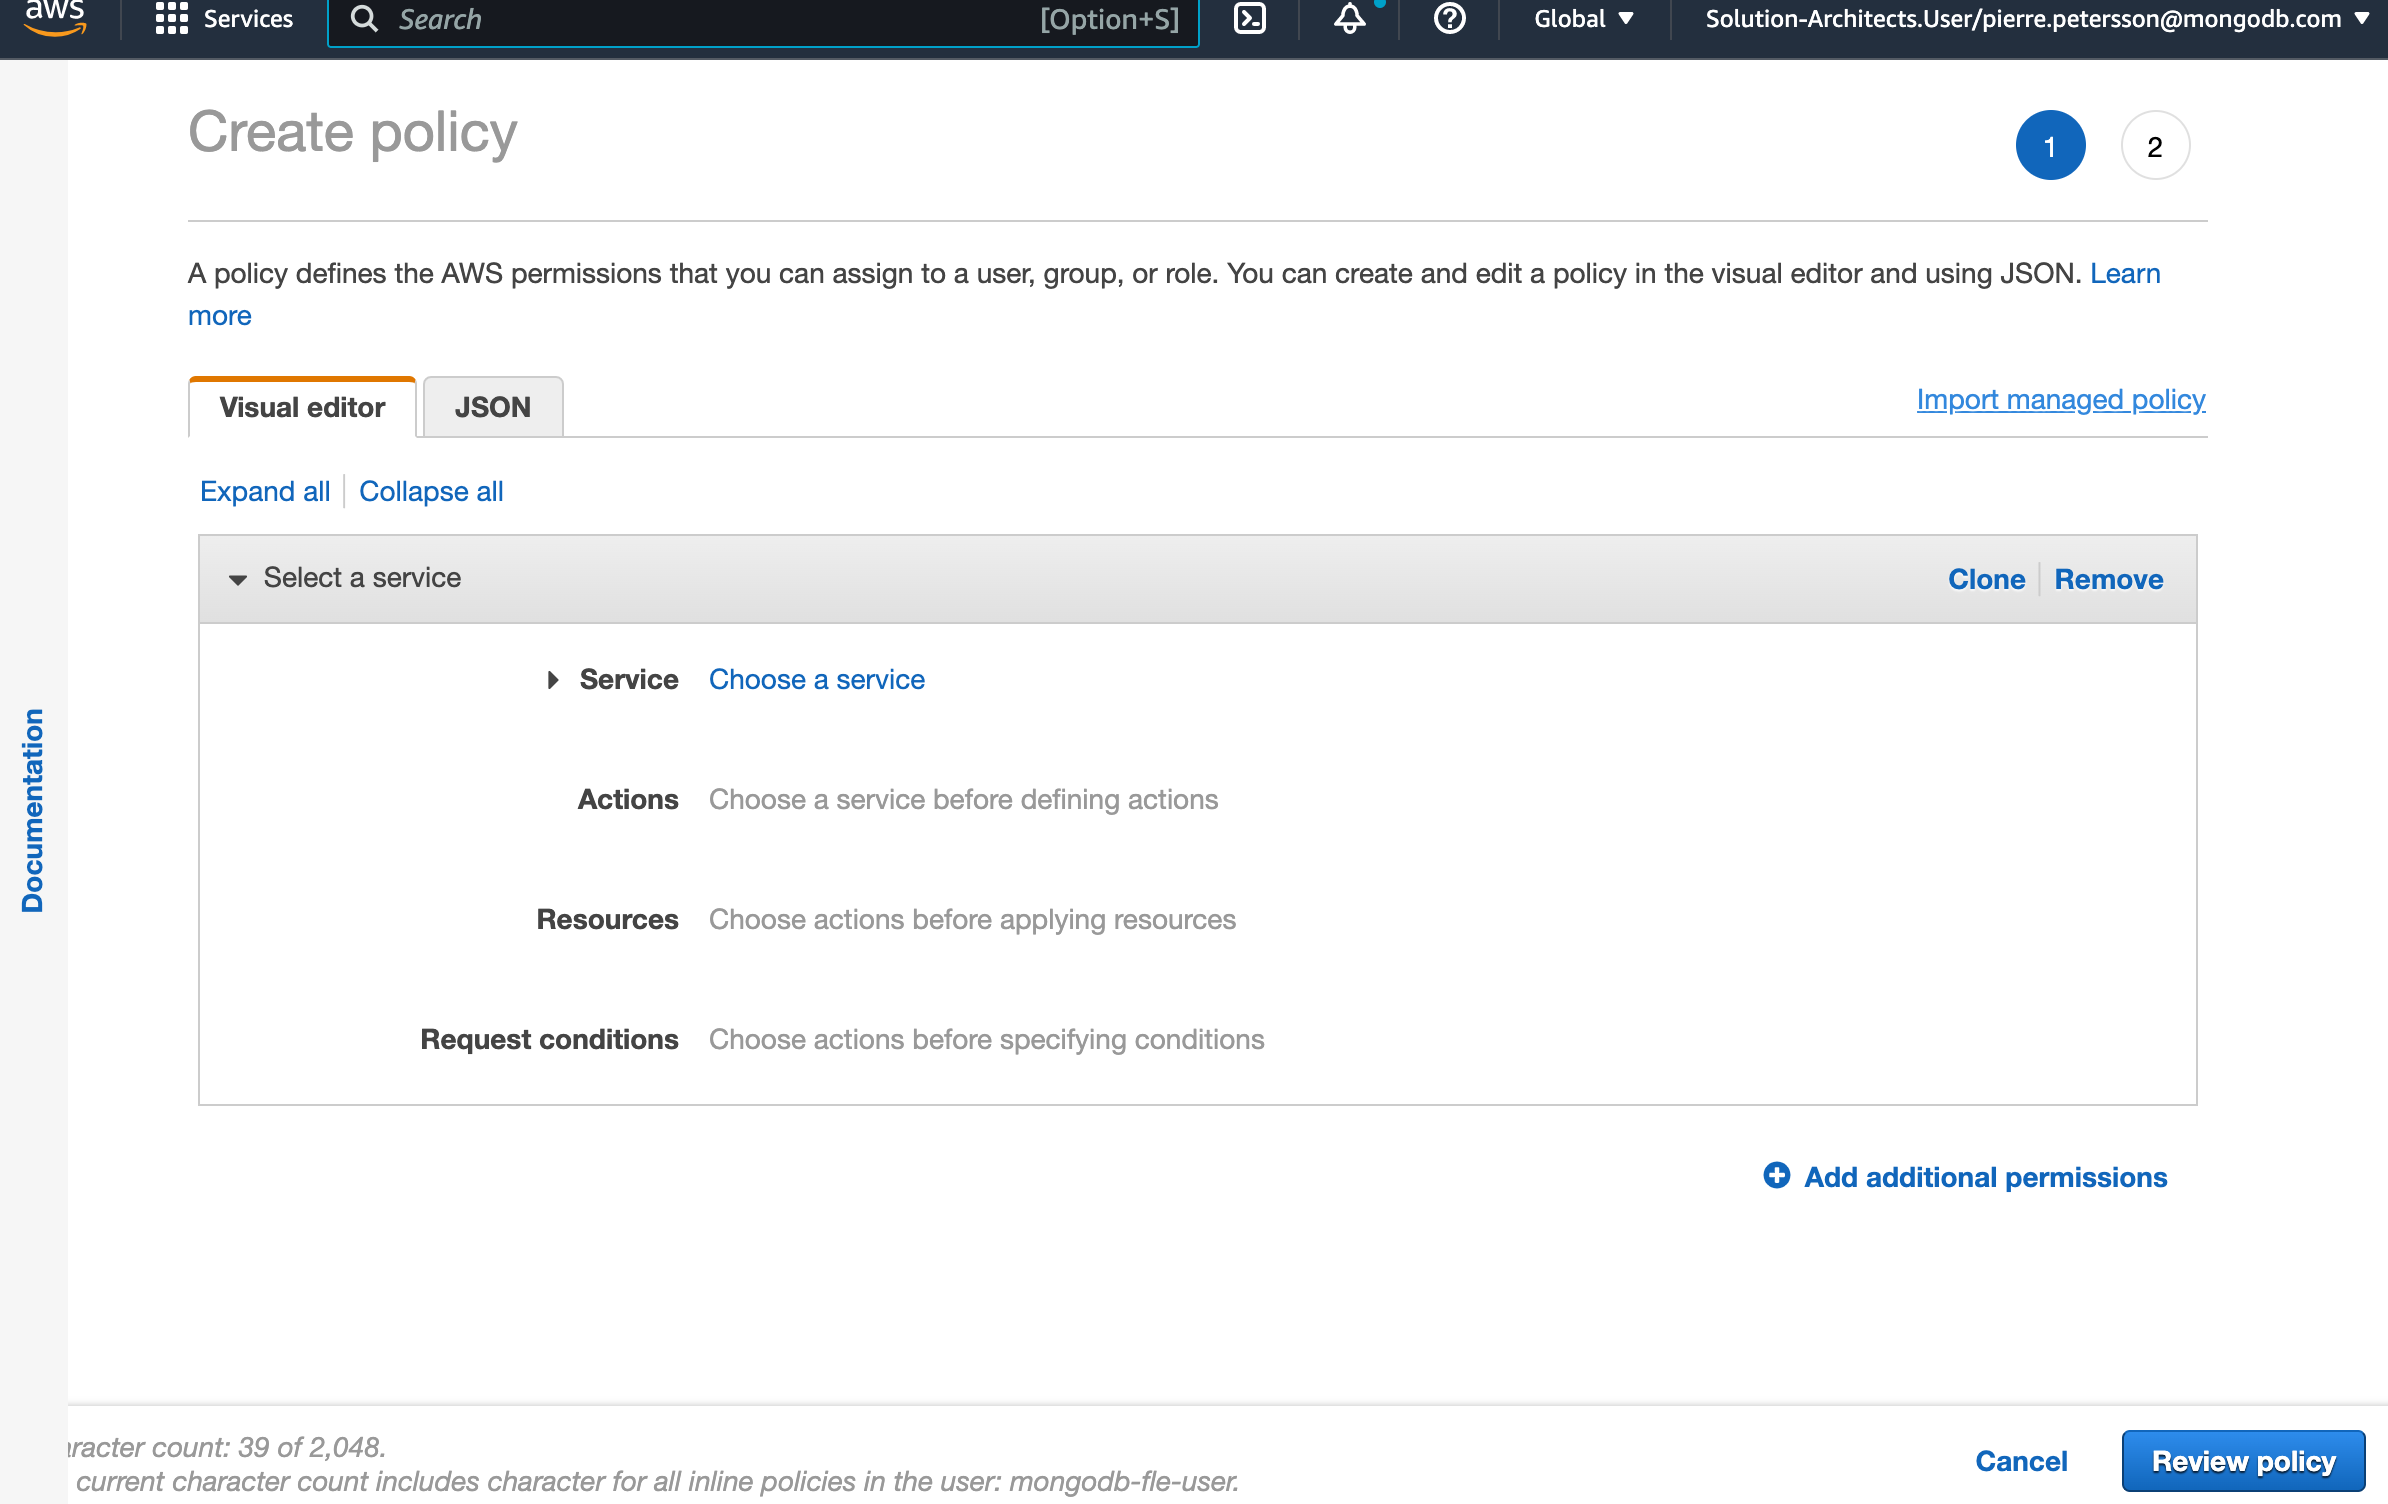 aws
Services
Search
[Option+S]
Global
Solution-Architects.User/pierre.petersson@mongodb.com
Create policy
1
2
A policy defines the AWS permissions that you can assign to a user, group, or role. You can create and edit a policy in the visual editor and using JSON. Learn
more
Visual editor
JSON
Import managed policy
Expand all
Collapse all
Select a service
Clone
Remove
Service
Choose a service
Actions
Choose a service before defining actions
Resources
Choose actions before applying resources
Request conditions
Choose actions before specifying conditions
Add additional permissions
Documentation
aracter count: 39 of 2,048.
current character count includes character for all inline policies in the user: mongodb-fle-user.
Cancel
Review policy